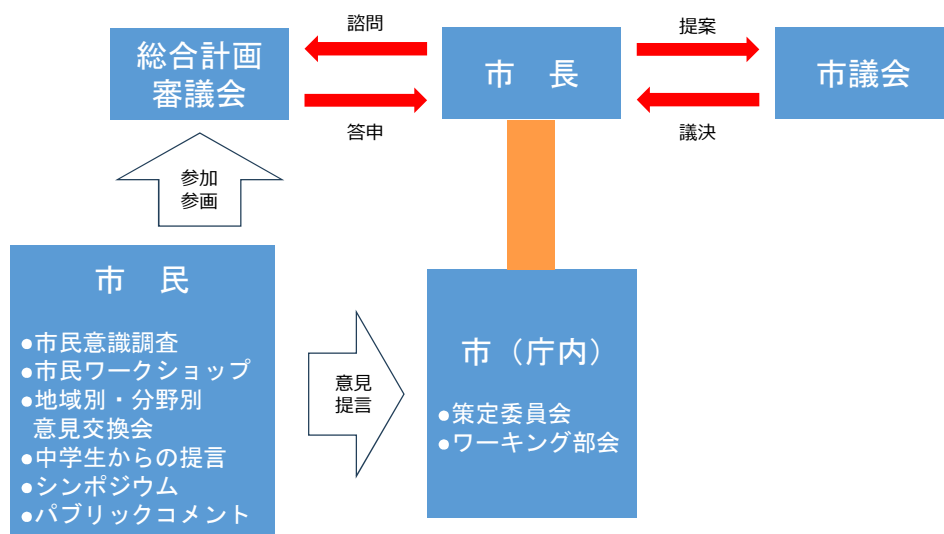 諮問
提案
総合計画
審議会
市　長
市議会
答申
議決
参加
参画
市　民
●市民意識調査
●市民ワークショップ
●地域別・分野別
意見交換会
●中学生からの提言
●シンポジウム
●パブリックコメント
意見
提言
市（庁内）
●策定委員会
●ワーキング部会